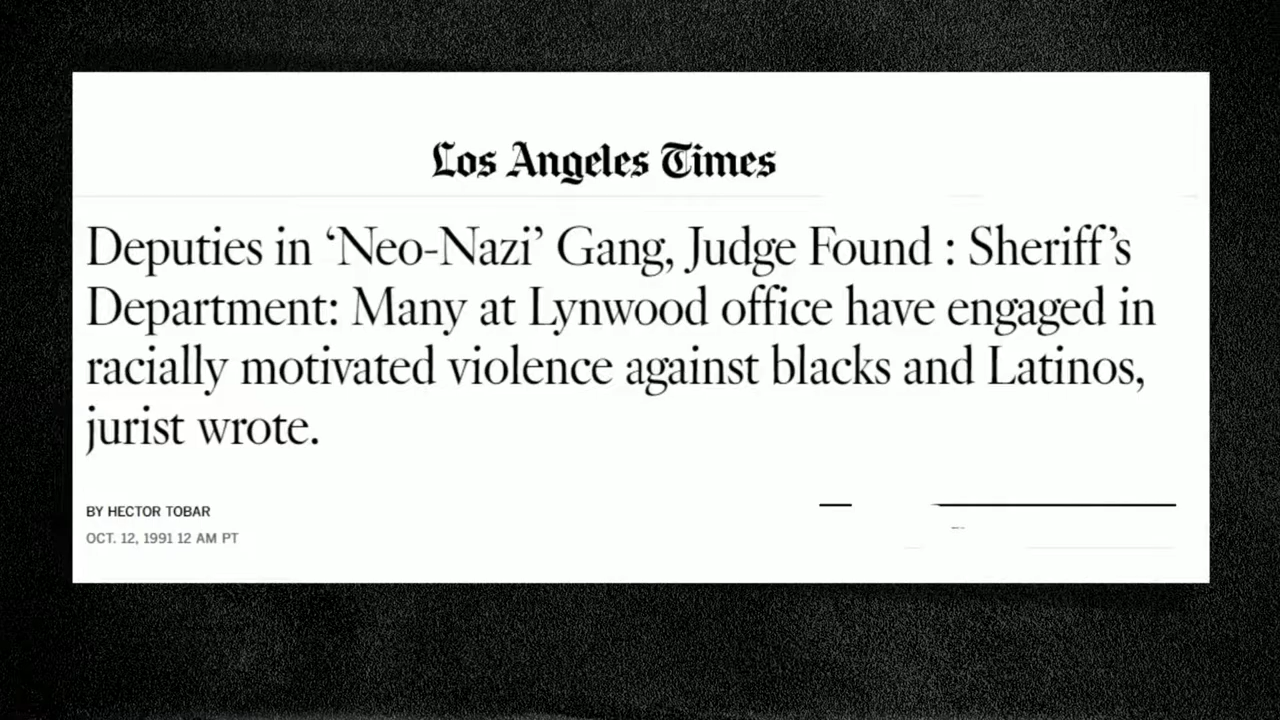 Los Angeles Times
Deputies in ‘Neo-Nazi’ Gang, Judge Found : Sheriff’s
Department: Many at Lynwood office have engaged in
racially motivated violence against blacks and Latinos,
jurist wrote.
BY HECTOR TOBAR
OCT. 12, 1991 12 AM PT